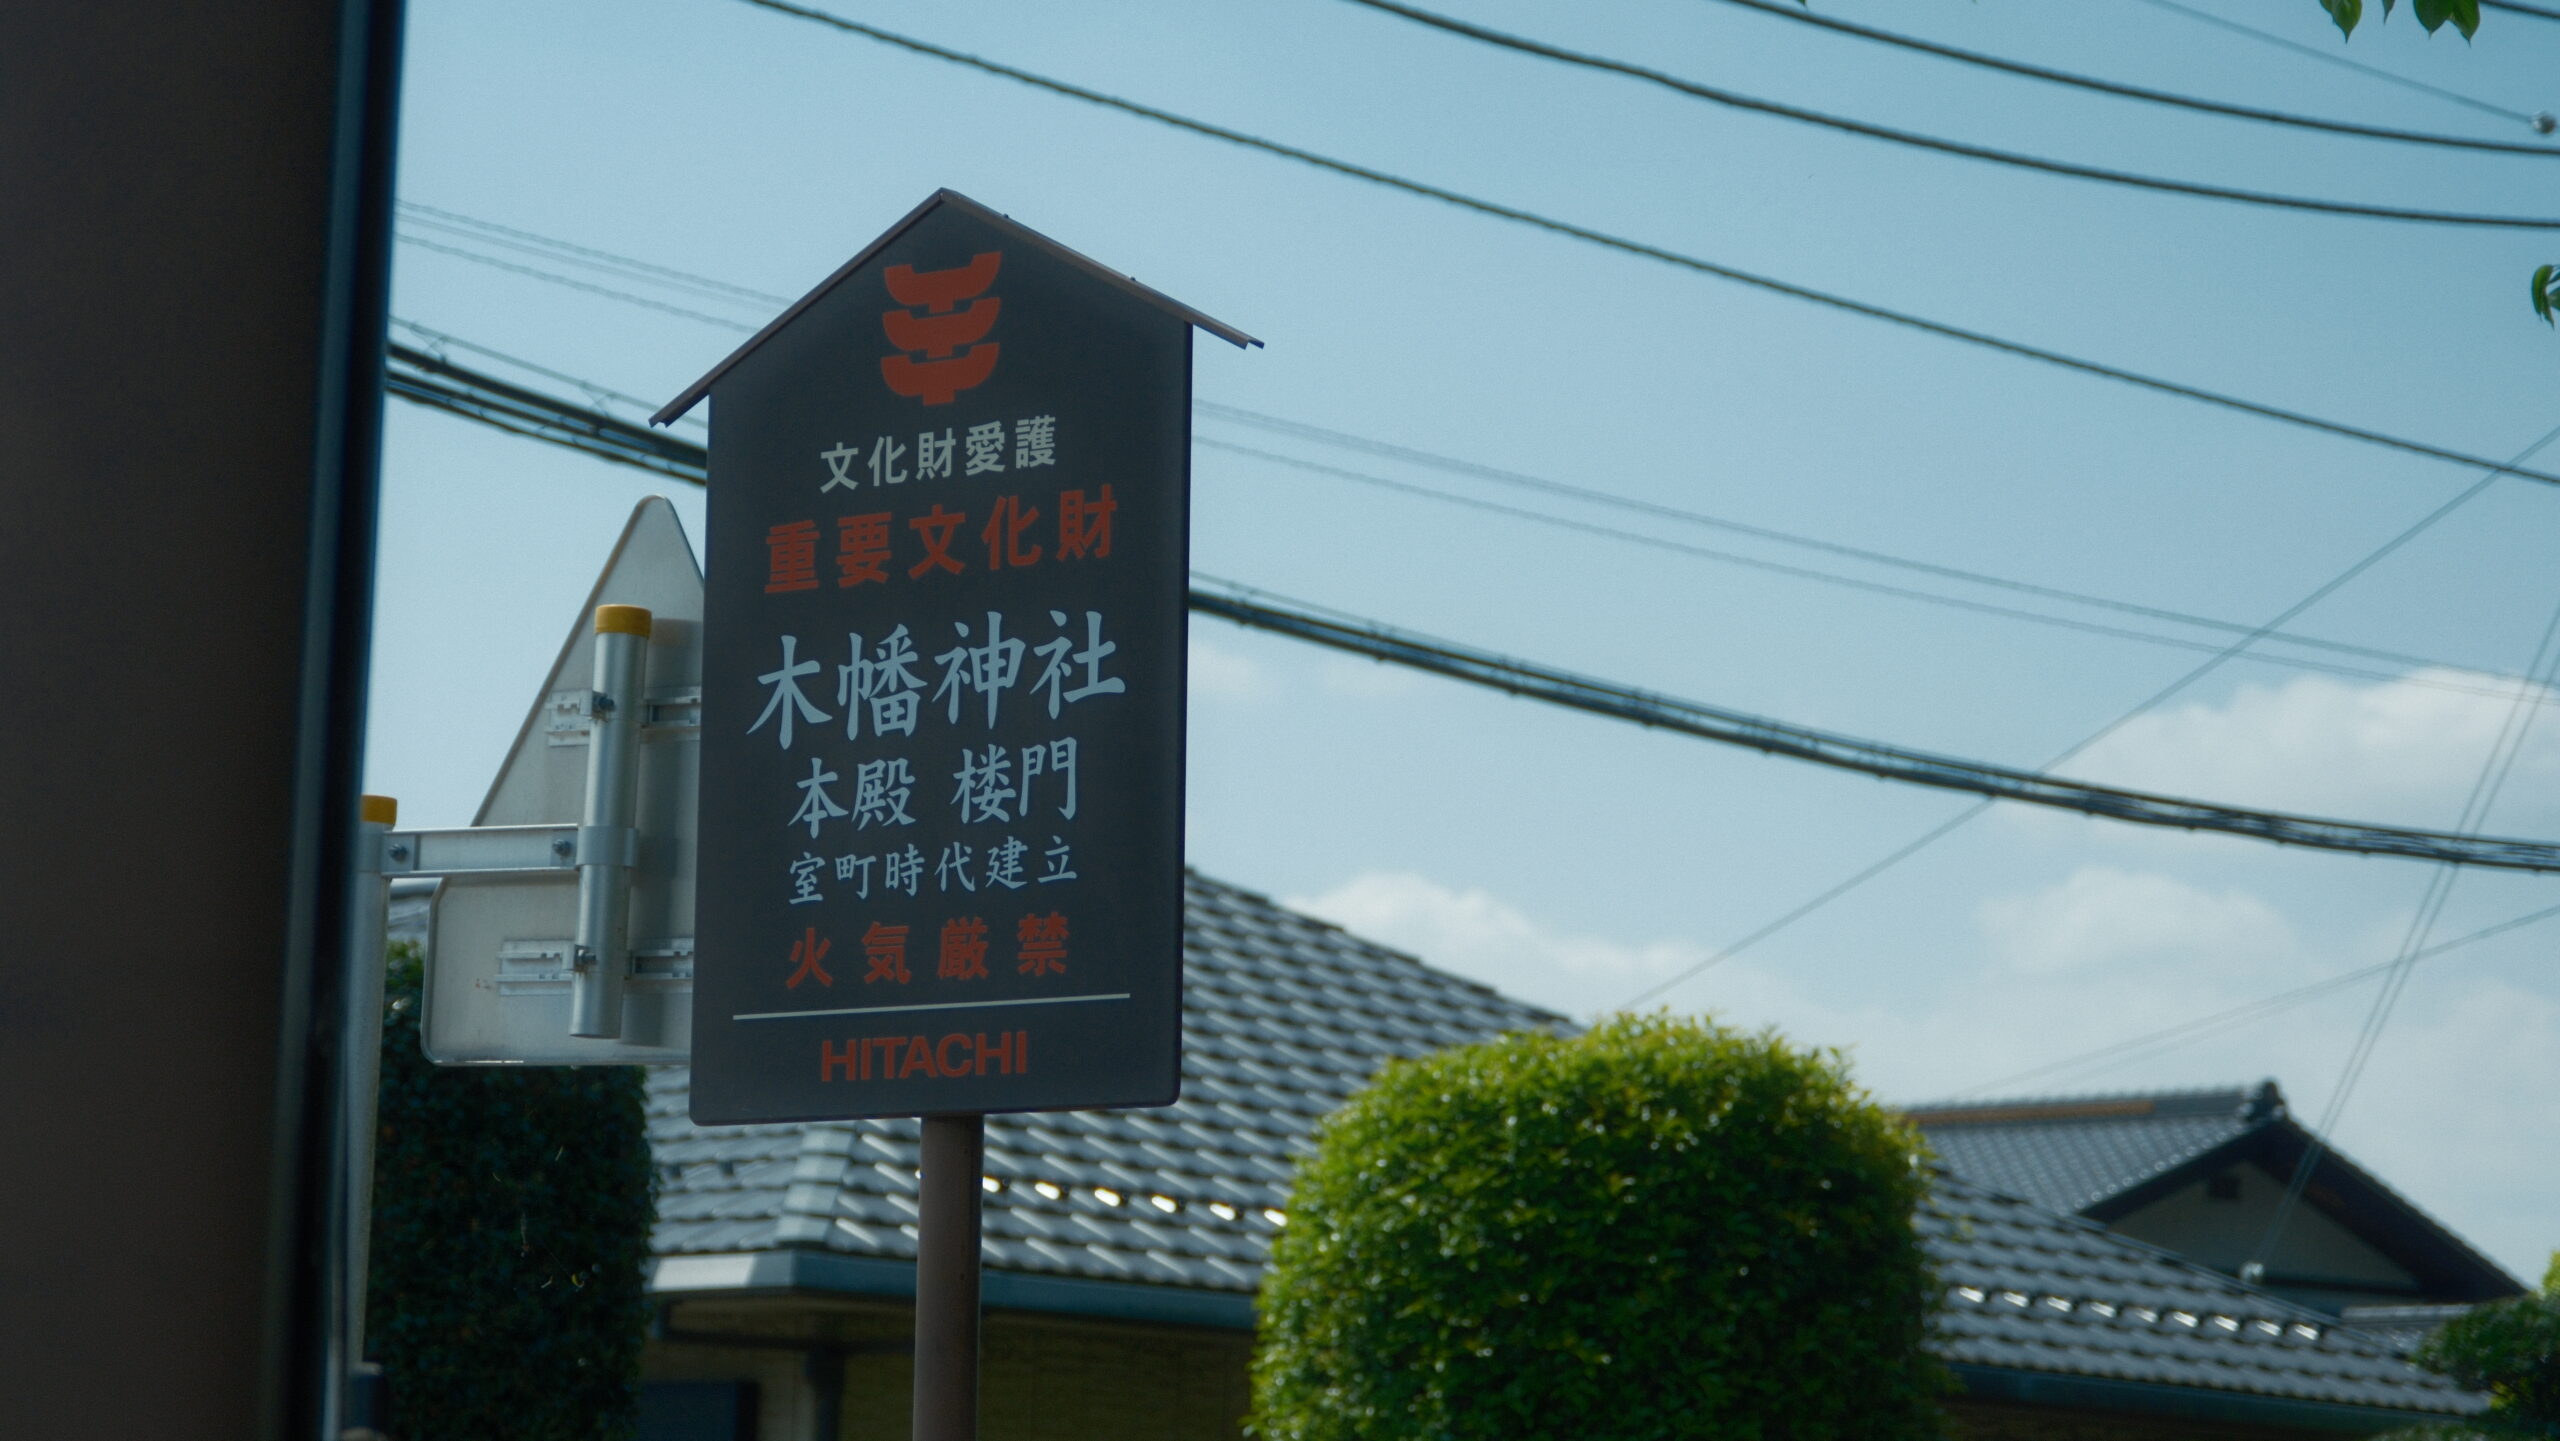 文化財愛護
重要文化財
木幡神社
本殿 楼門
室町時代建立
火気厳禁
HITACHI